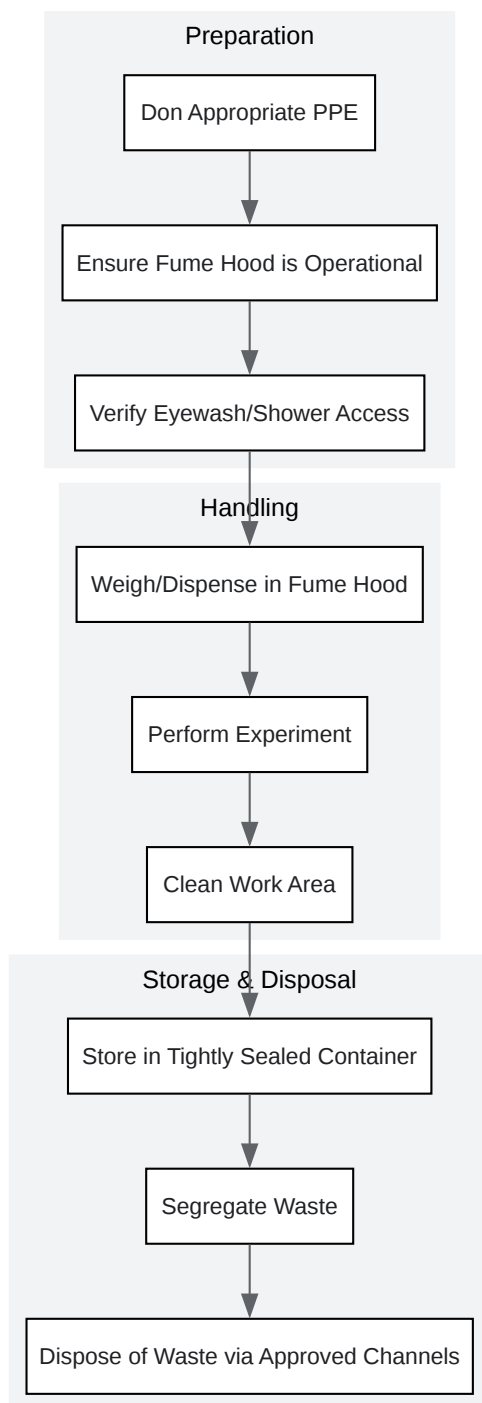 Preparation
Don Appropriate PPE
Ensure Fume Hood is Operational
Verify Eyewash/Shower Access
Handling
Weigh/Dispense in Fume Hood
Perform Experiment
Clean Work Area
Storage & Disposal
Store in Tightly Sealed Container
Segregate Waste
Dispose of Waste via Approved Channels